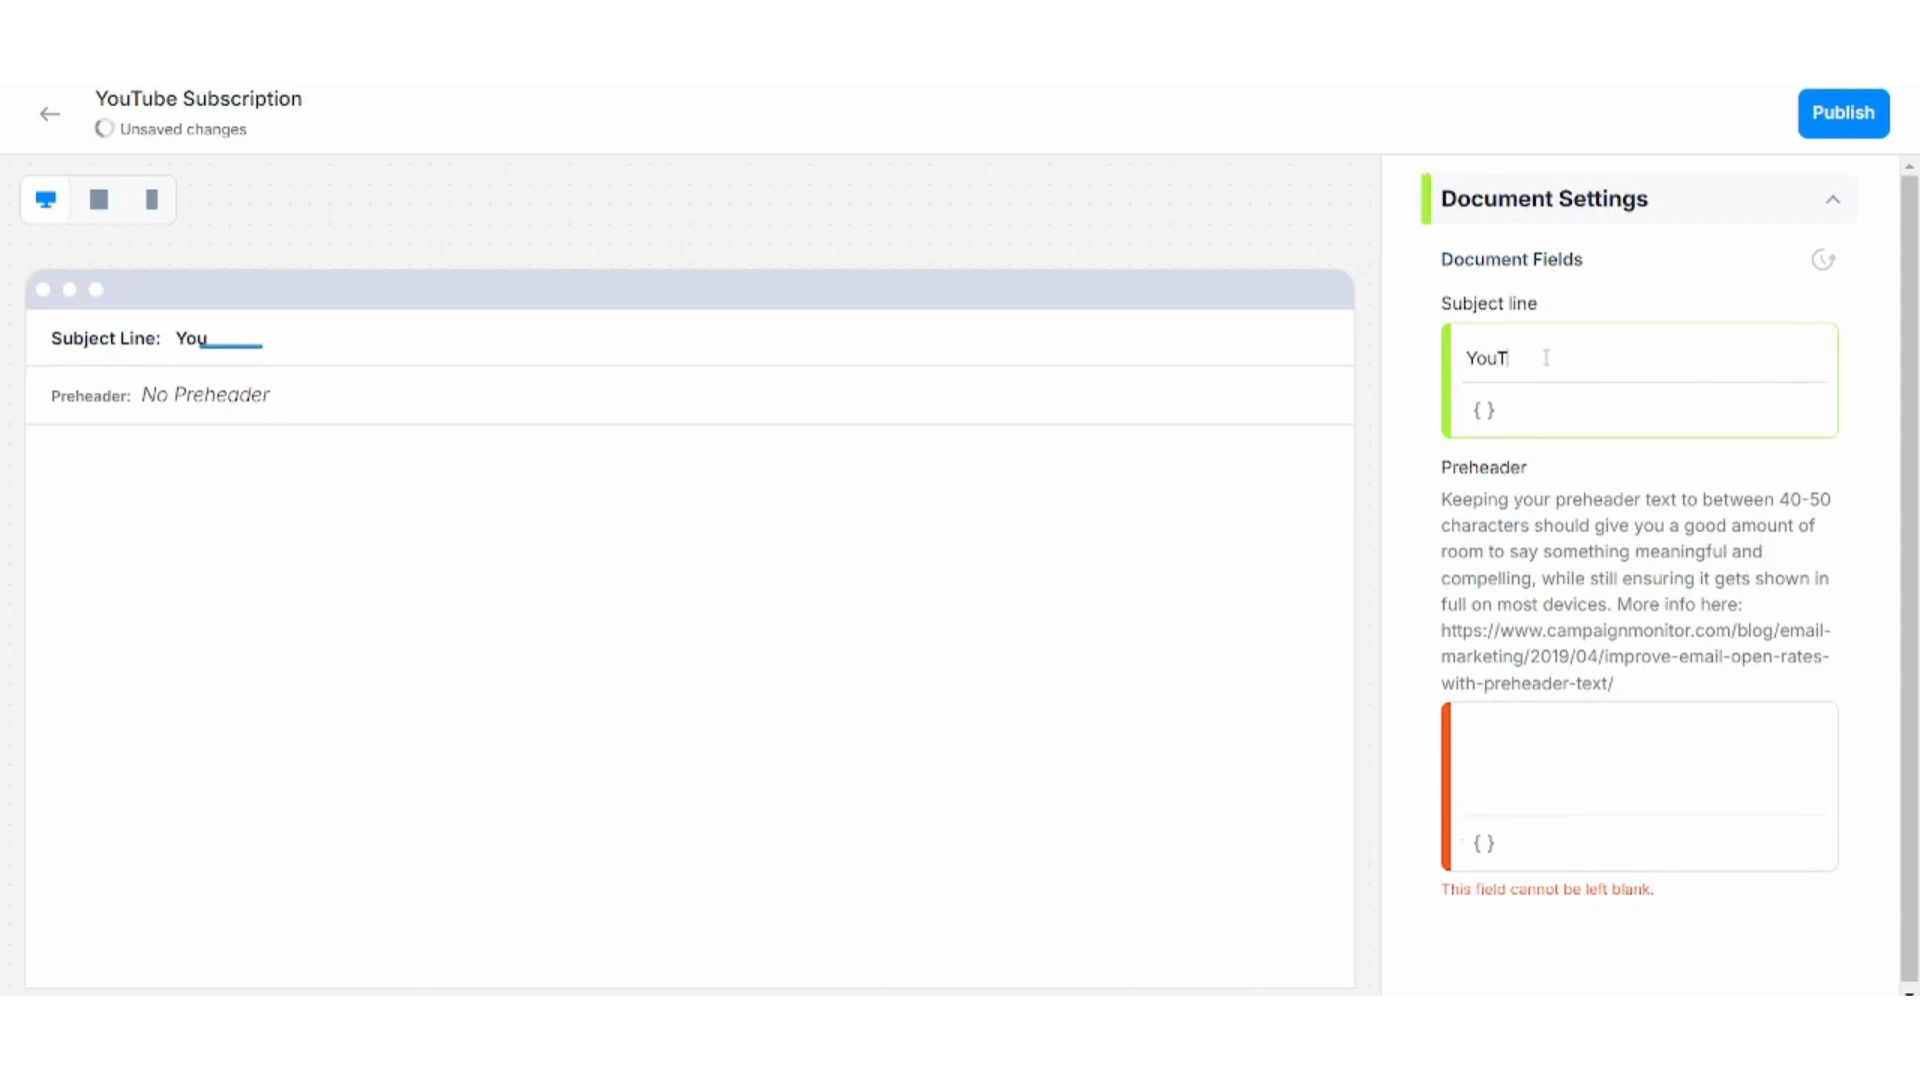 YouTube Subscription
Unsaved changes
Publish
Subject Line: You
Preheader: No Preheader
Document Settings
Document Fields
Subject line
YouT
{ }
Preheader
Keeping your preheader text to between 40-50
characters should give you a good amount of
room to say something meaningful and
compelling, while still ensuring it gets shown in
full on most devices. More info here:
https://www.campaignmonitor.com/blog/email-
marketing/2019/04/improve-email-open-rates-
with-preheader-text/
{ }
This field cannot be left blank.